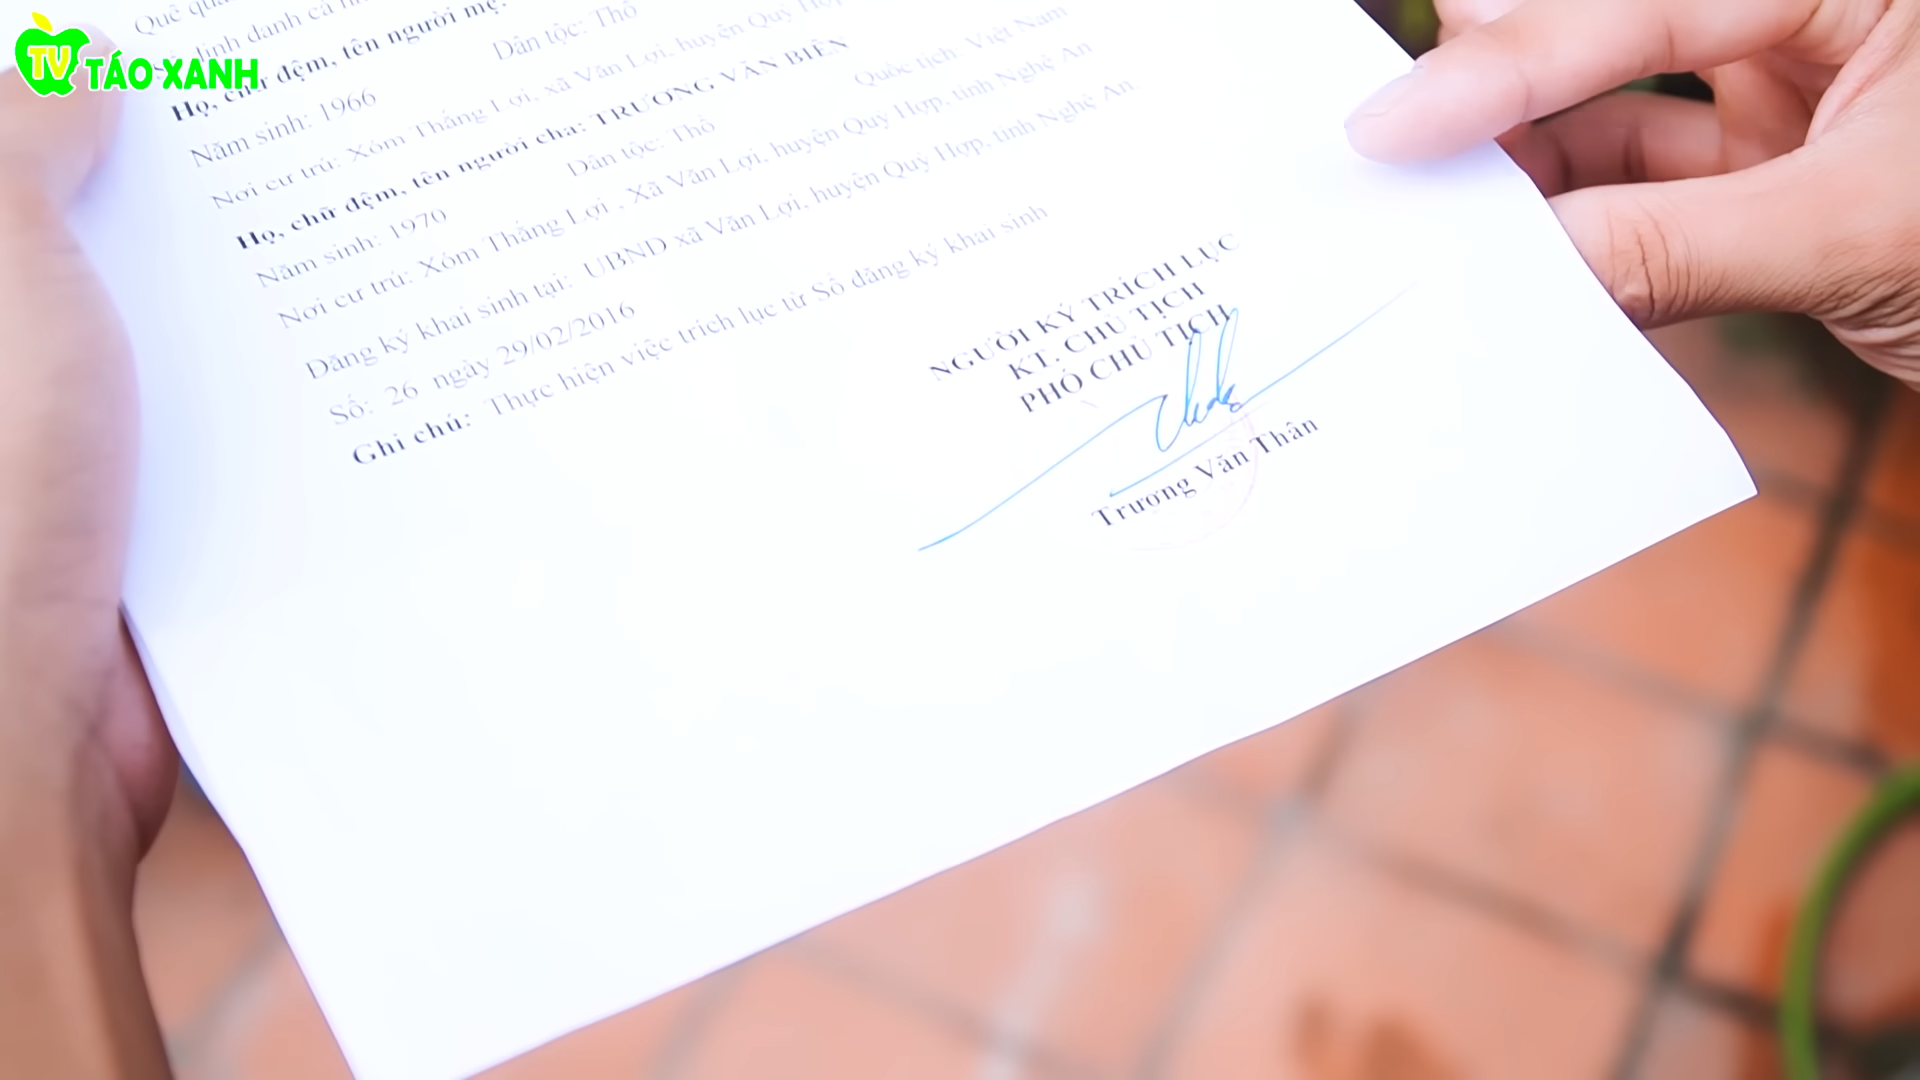 TV TÁO XANH
Quê
định danh cá
Họ, chữ đệm, tên người mẹ:
Năm sinh: 1966 Dân tộc: Thổ
Nơi cư trú: Xóm Thắng Lợi, xã Văn Lợi, huyện Quỳ Hợp
Họ, chữ đệm, tên người cha: TRƯƠNG VĂN BIÊN
Năm sinh: 1970 Dân tộc: Thổ Quốc tịch: Việt Nam
Nơi cư trú: Xóm Thắng Lợi , Xã Văn Lợi, huyện Quỳ Hợp, tỉnh Nghệ An
Đăng ký khai sinh tại: UBND xã Văn Lợi, huyện Quỳ Hợp, tỉnh Nghệ An
Số: 26 ngày 29/02/2016
Ghi chú: Thực hiện việc trích lục từ Sổ đăng ký khai sinh
NGƯỜI KÝ TRÍCH LỤC
KT. CHỦ TỊCH
PHÓ CHỦ TỊCH
Trương Văn Thân